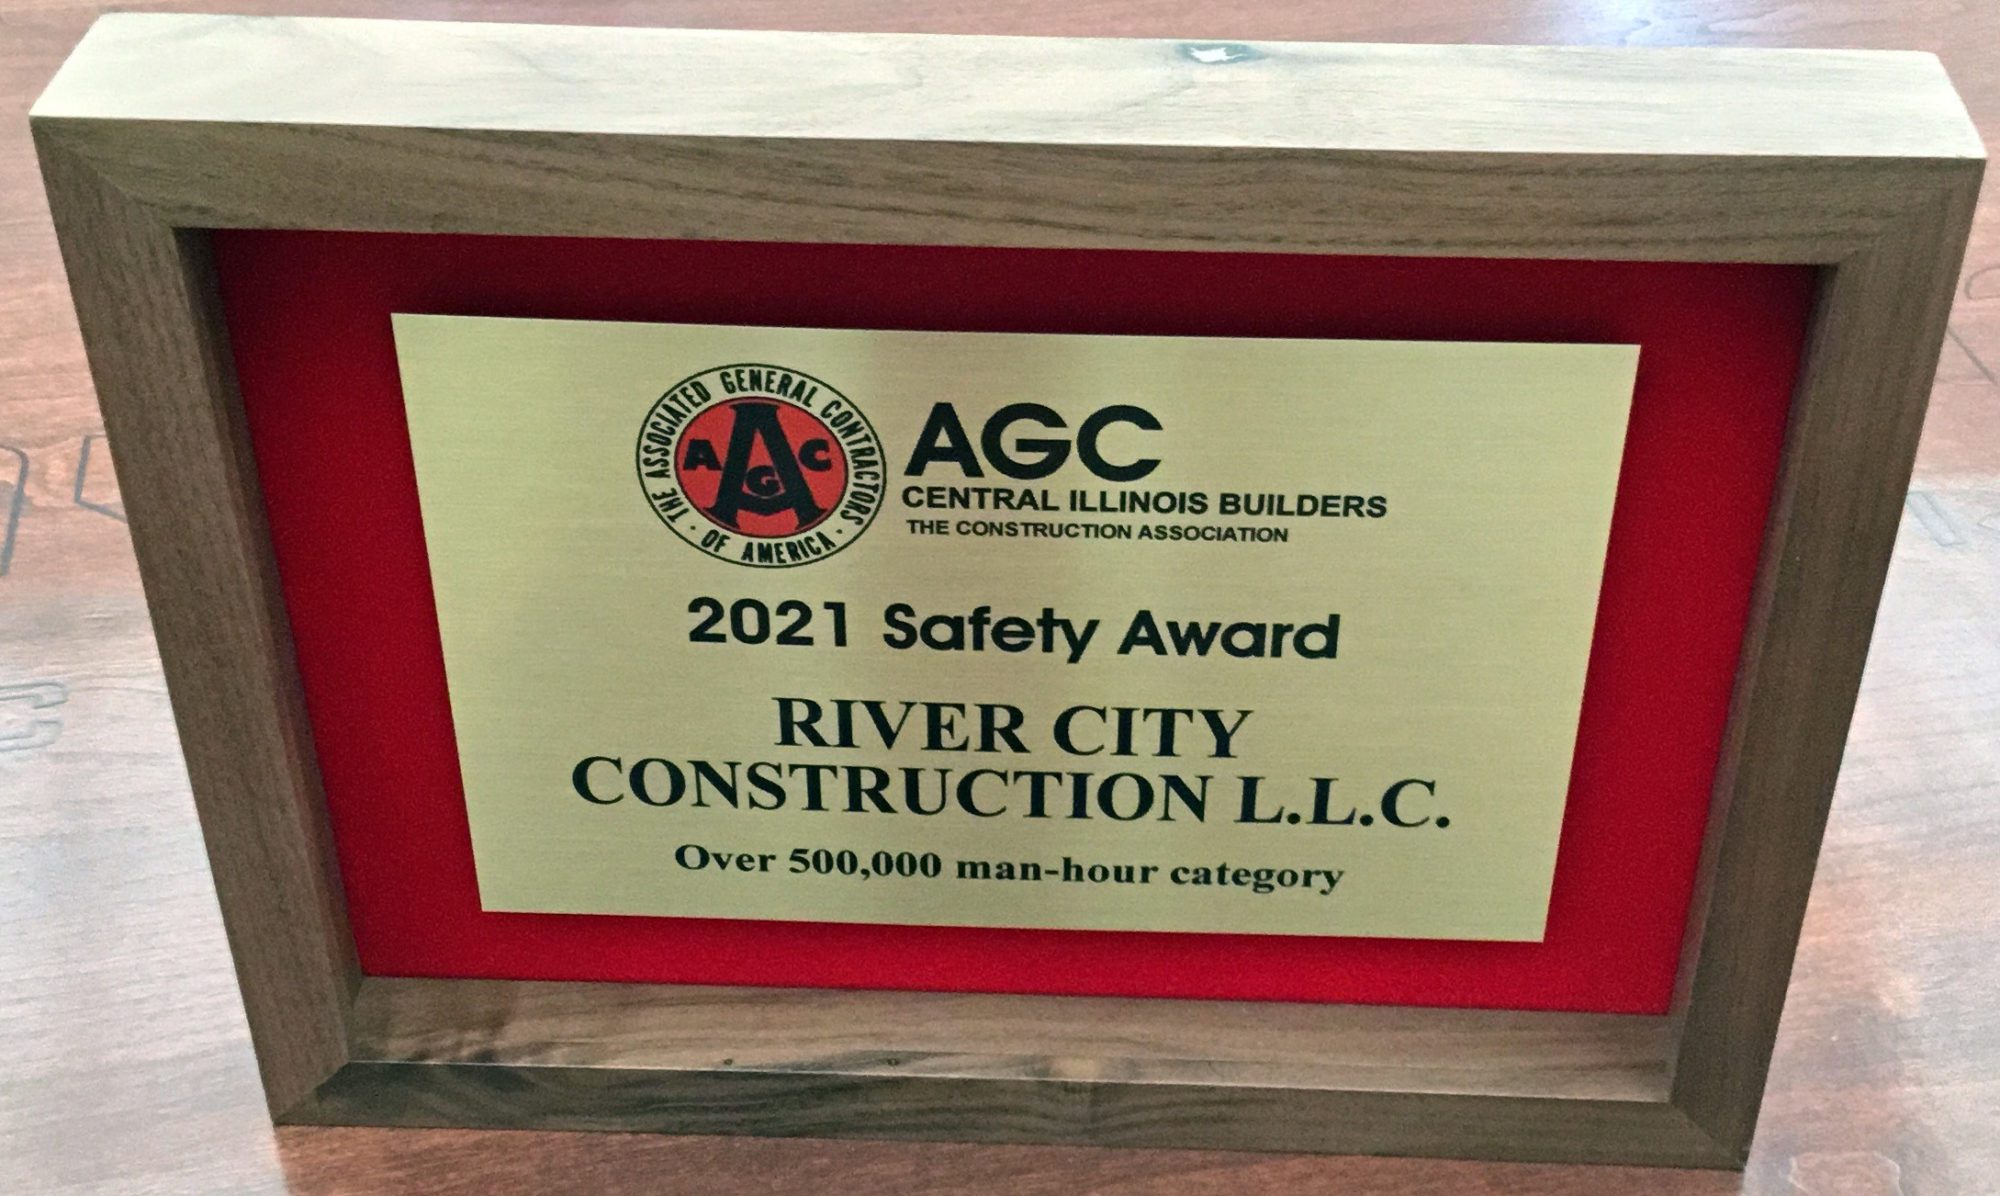 THE ASSOCIATED GENERAL CONTRACTORS
· OF AMERICA ·
A G C
AGC
CENTRAL ILLINOIS BUILDERS
THE CONSTRUCTION ASSOCIATION
2021 Safety Award
RIVER CITY
CONSTRUCTION L.L.C.
Over 500,000 man-hour category